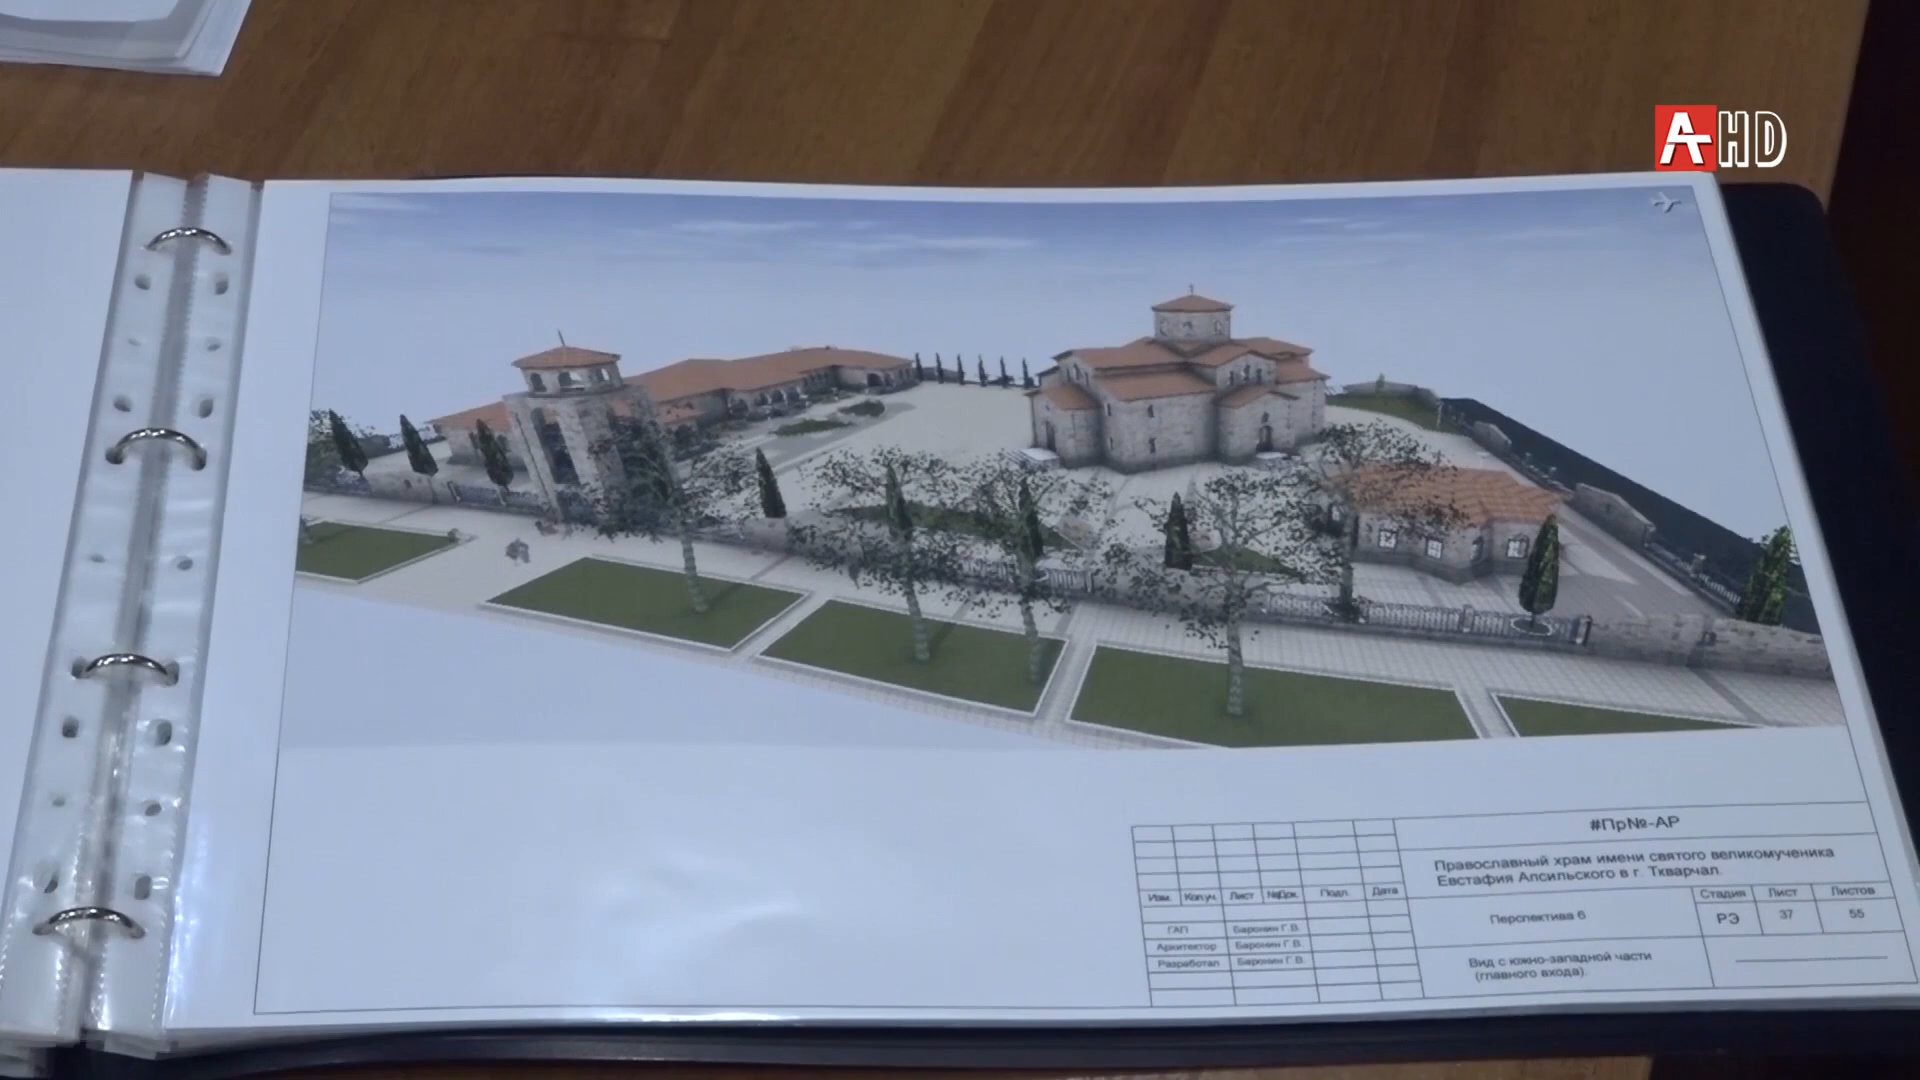 AHD
#Пр№-АР
Православный храм имени святого великомученика
Евстафия Апсильского в г. Ткварчал.
Изм. Кол.уч. Лист №Док. Подп. Дата
Стадия Лист Листов
Перспектива 6
РЭ 37 55
ГАП Баронин Г.В.
Архитектор Баронин Г.В.
Разработал Баронин Г.В.
Вид с южно-западной части
(главного входа).